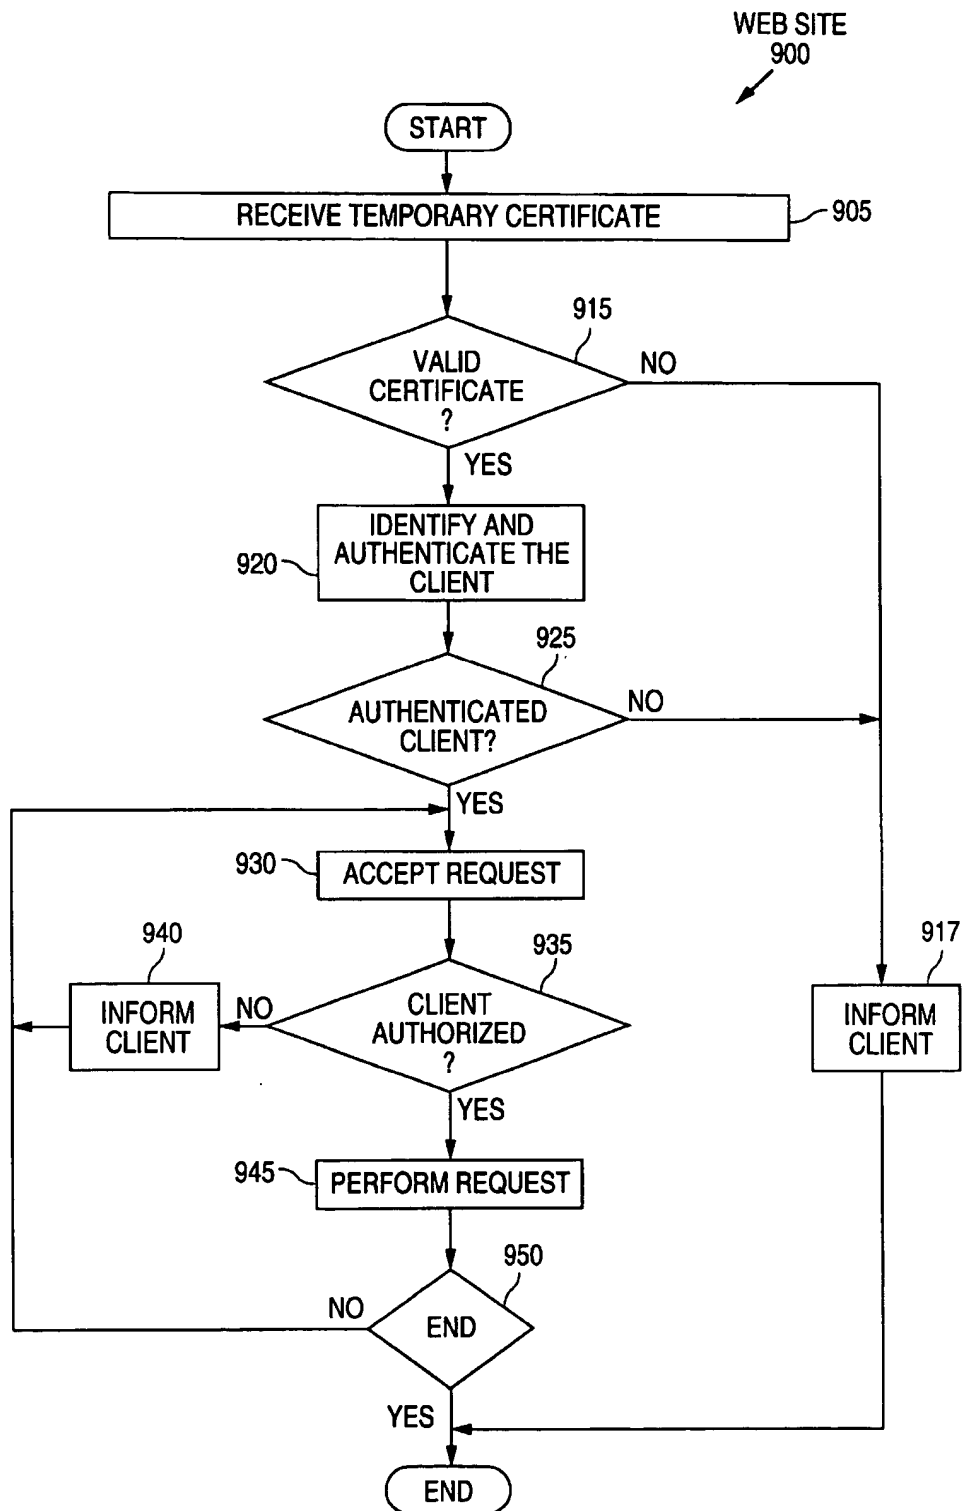 WEB SITE
900
START
RECEIVE TEMPORARY CERTIFICATE
905
915
VALID
CERTIFICATE
?
NO
YES
IDENTIFY AND
AUTHENTICATE THE
CLIENT
920
925
AUTHENTICATED
CLIENT?
NO
YES
930
ACCEPT REQUEST
940
935
917
INFORM
CLIENT
NO
CLIENT
AUTHORIZED
?
INFORM
CLIENT
YES
945
PERFORM REQUEST
950
NO
END
YES
END